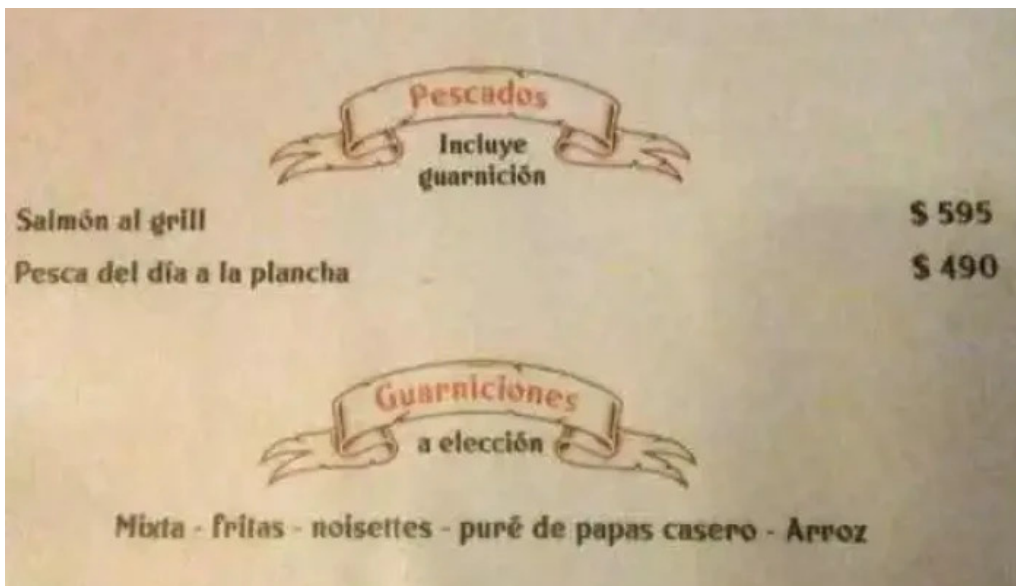 Pescados
Incluye
guarnición
Salmón al grill $ 595
Pesca del día a la plancha $ 490
Guarniciones
a elección
Mixta - fritas - noisettes - puré de papas casero - Arroz